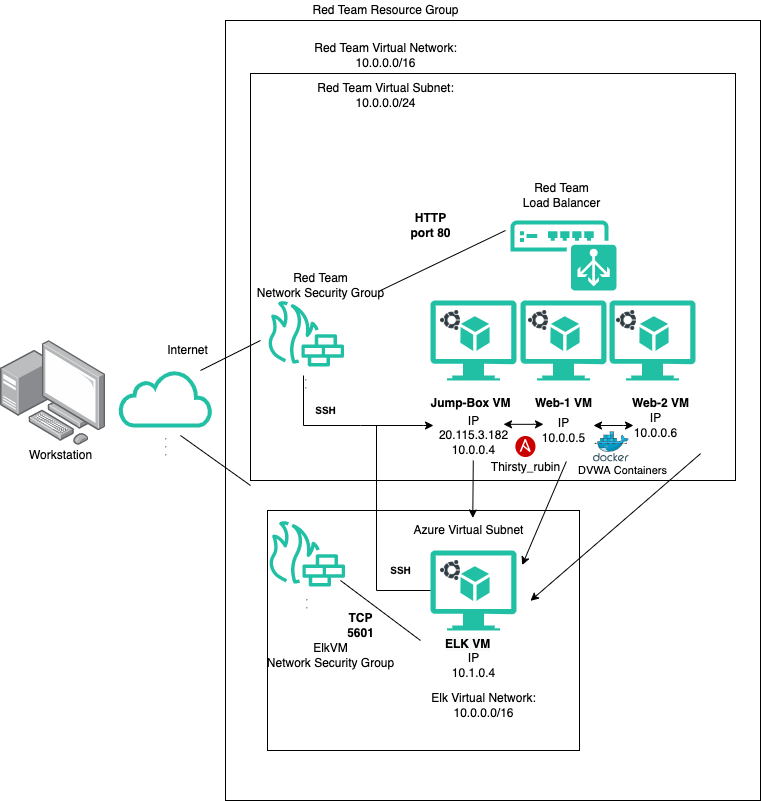 Red Team Resource Group
Red Team Virtual Network:
10.0.0.0/16
Red Team Virtual Subnet:
10.0.0.0/24
Red Team
Load Balancer
HTTP
port 80
Red Team
Network Security Group
Internet
Workstation
SSH
Jump-Box VM
IP
20.115.3.182
10.0.0.4
Web-1 VM
IP
10.0.0.5
Web-2 VM
IP
10.0.0.6
Thirsty_rubin
docker
DVWA Containers
Azure Virtual Subnet
SSH
TCP
5601
ElkVM
Network Security Group
ELK VM
IP
10.1.0.4
Elk Virtual Network:
10.0.0.0/16